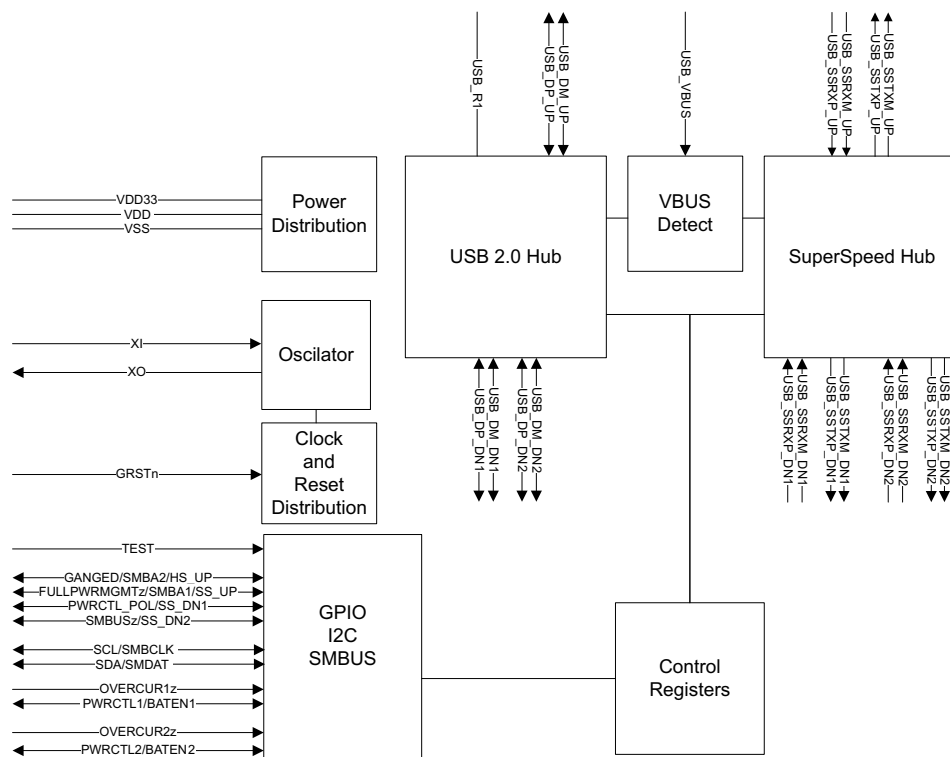 USB_R1
USB_DP_UP
USB_DM_UP
USB_VBUS
USB_SSRXP_UP
USB_SSRXM_UP
USB_SSTXP_UP
USB_SSTXM_UP
VDD33
VDD
VSS
Power
Distribution
USB 2.0 Hub
VBUS
Detect
SuperSpeed Hub
XI
XO
Oscilator
GRSTn
Clock
and
Reset
Distribution
USB_DP_DN1
USB_DM_DN1
USB_DP_DN2
USB_DM_DN2
USB_SSRXP_DN1
USB_SSRXM_DN1
USB_SSTXP_DN1
USB_SSTXM_DN1
USB_SSRXP_DN2
USB_SSRXM_DN2
USB_SSTXP_DN2
USB_SSTXM_DN2
TEST
GANGED/SMBA2/HS_UP
FULLPWRMGMTz/SMBA1/SS_UP
PWRCTL_POL/SS_DN1
SMBUSz/SS_DN2
SCL/SMBCLK
SDA/SMDAT
OVERCUR1z
PWRCTL1/BATEN1
OVERCUR2z
PWRCTL2/BATEN2
GPIO
I2C
SMBUS
Control
Registers